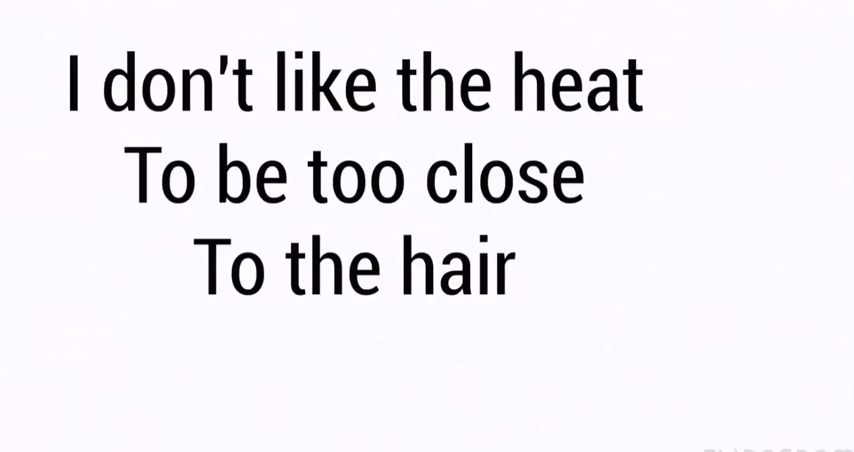 I don't like the heat
To be too close
To the hair